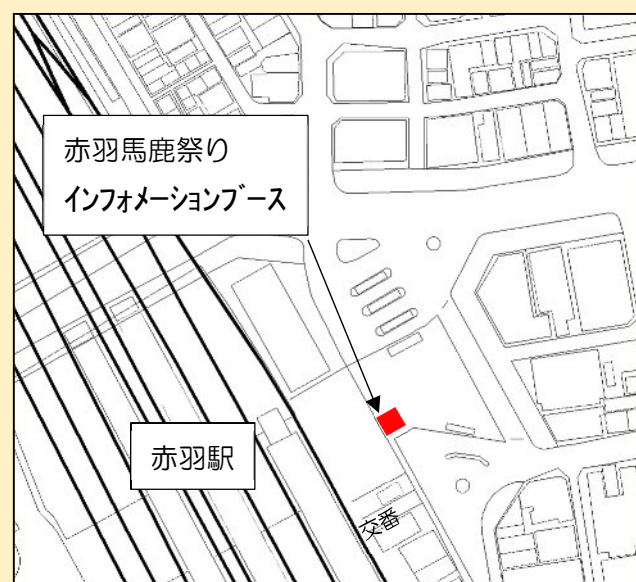 赤羽馬鹿祭り
インフォメーションブース
赤羽駅
交番